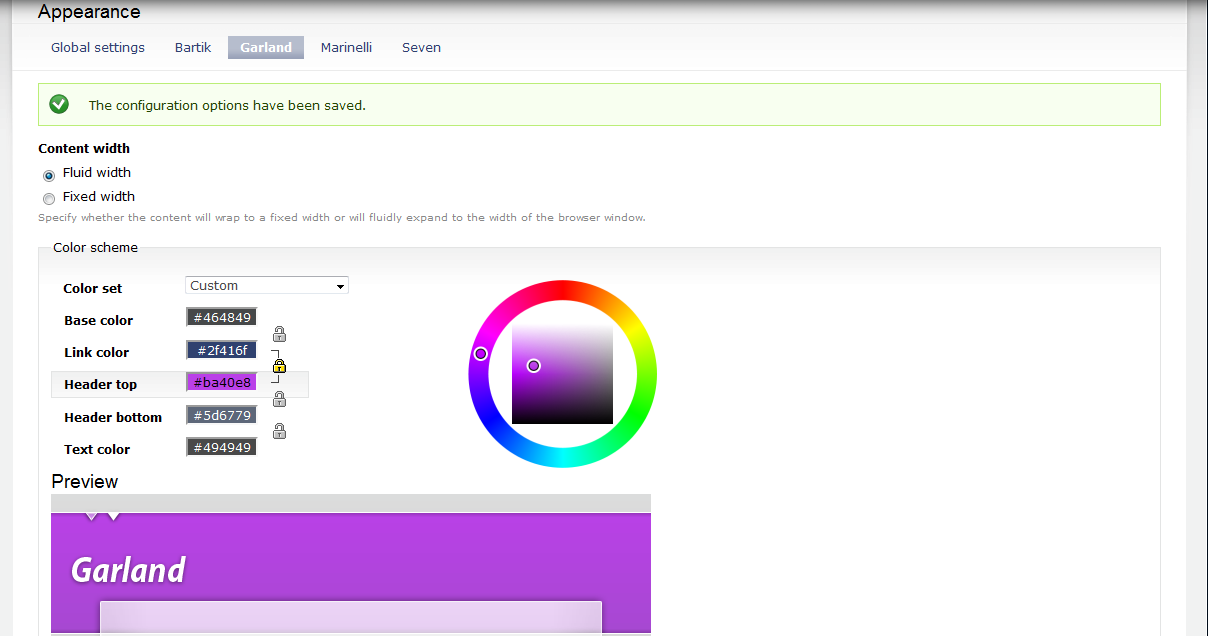 Appearance
Global settings Bartik Garland Marinelli Seven
The configuration options have been saved.
Content width
Fluid width
Fixed width
Specify whether the content will wrap to a fixed width or will fluidly expand to the width of the browser window.
Color scheme
Color set Custom
Base color #464849
Link color #2f416f
Header top #ba40e8
Header bottom #5d6779
Text color #494949
Preview
Garland